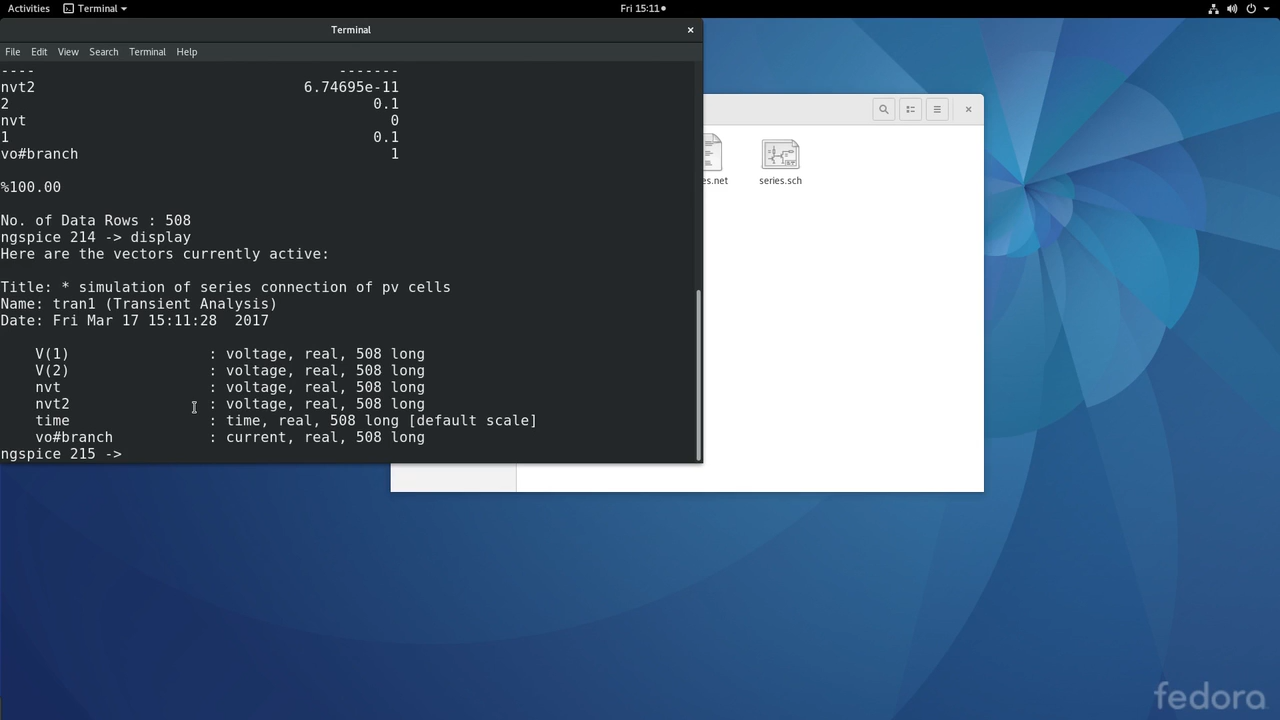 Activities Terminal Fri 15:11
Terminal
File Edit View Search Terminal Help
---- -------
nvt2 6.74695e-11
2 0.1
nvt 0
1 0.1
vo#branch 1
%100.00
No. of Data Rows : 508
ngspice 214 -> display
Here are the vectors currently active:
Title: * simulation of series connection of pv cells
Name: tran1 (Transient Analysis)
Date: Fri Mar 17 15:11:28  2017
V(1) : voltage, real, 508 long
V(2) : voltage, real, 508 long
nvt : voltage, real, 508 long
nvt2 : voltage, real, 508 long
time : time, real, 508 long [default scale]
vo#branch : current, real, 508 long
ngspice 215 ->
es.net series.sch
fedora